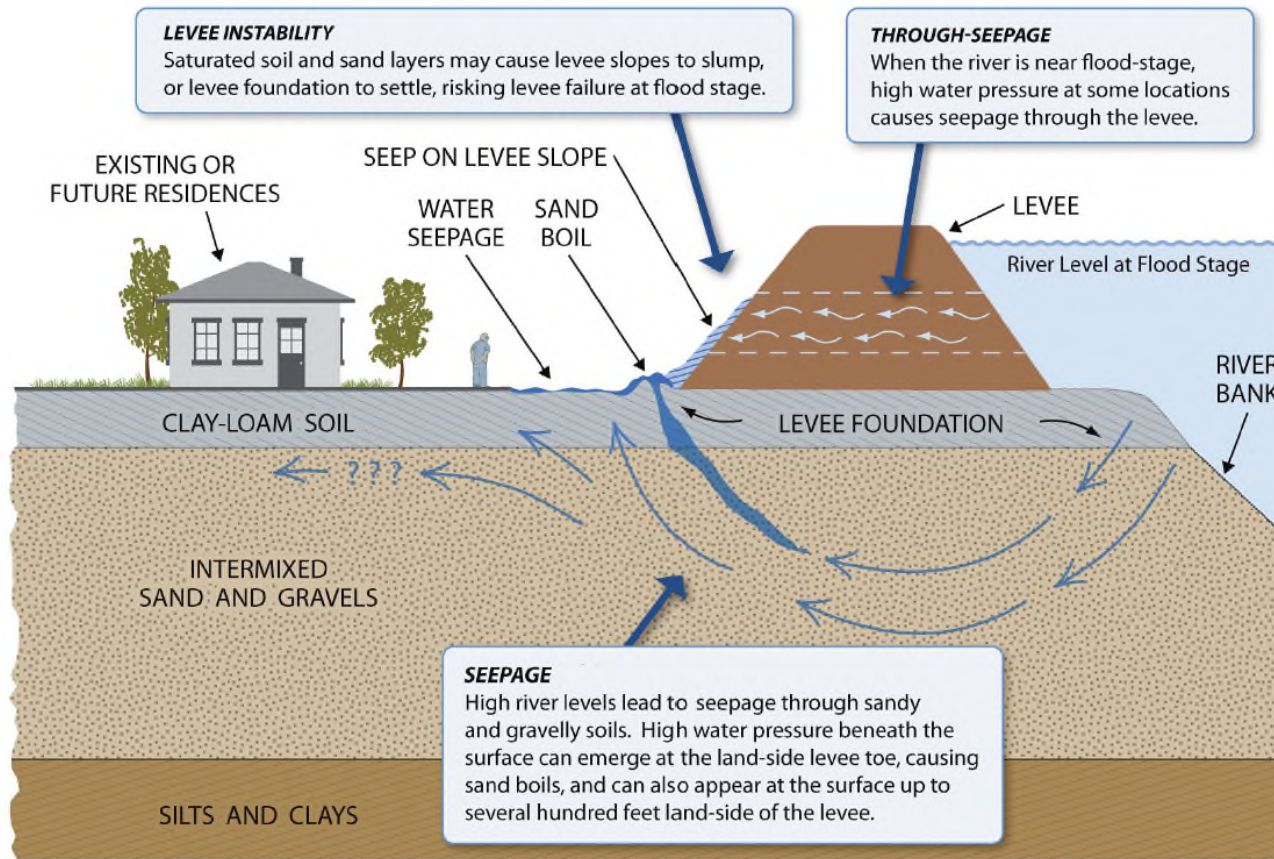 LEVEE INSTABILITY
Saturated soil and sand layers may cause levee slopes to slump,
or levee foundation to settle, risking levee failure at flood stage.
THROUGH-SEEPAGE
When the river is near flood-stage,
high water pressure at some locations
causes seepage through the levee.
EXISTING OR
FUTURE RESIDENCES
SEEP ON LEVEE SLOPE
WATER
SEEPAGE
SAND
BOIL
LEVEE
River Level at Flood Stage
RIVER
BANK
CLAY-LOAM SOIL
LEVEE FOUNDATION
???
INTERMIXED
SAND AND GRAVELS
SEEPAGE
High river levels lead to seepage through sandy
and gravelly soils. High water pressure beneath the
surface can emerge at the land-side levee toe, causing
sand boils, and can also appear at the surface up to
several hundred feet land-side of the levee.
SILTS AND CLAYS